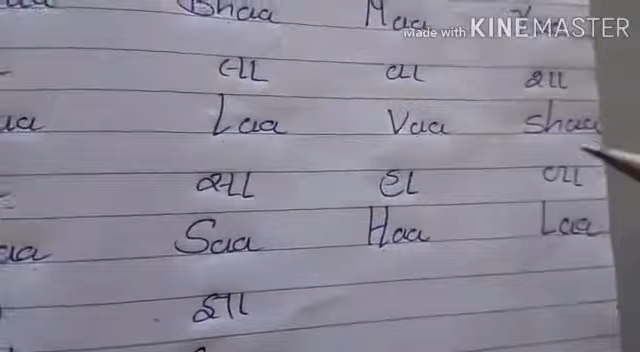 Bhaa Maa
Made with KINEMASTER
લા વા શા
Laa Vaa shaa
સા હા ળા
Saa Haa Laa
ક્ષા